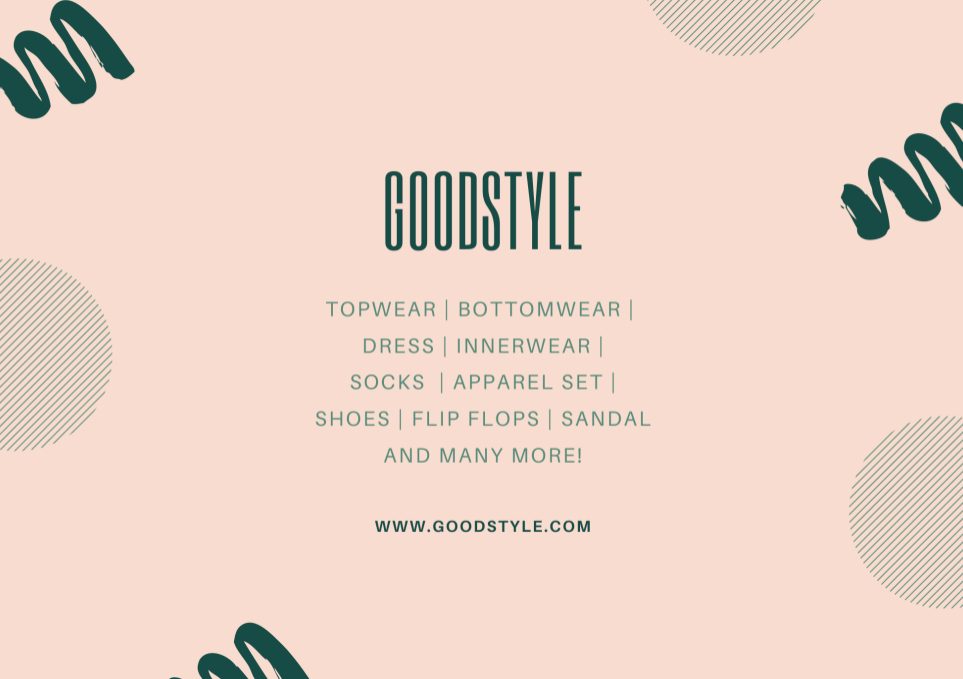 GOODSTYLE
TOPWEAR | BOTTOMWEAR |
DRESS | INNERWEAR |
SOCKS | APPAREL SET |
SHOES | FLIP FLOPS | SANDAL
AND MANY MORE!
WWW.GOODSTYLE.COM